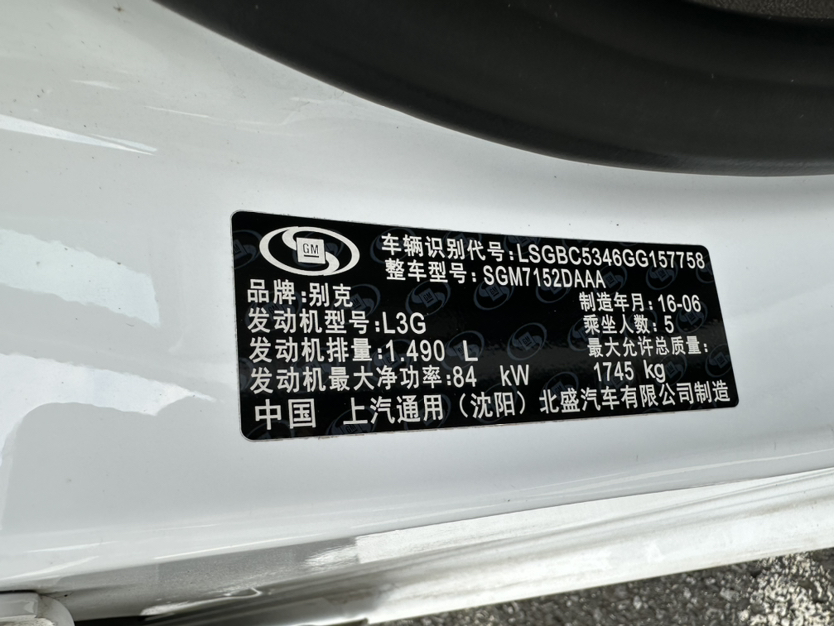 GM
车辆识别代号:LSGBC5346GG157758
整车型号:SGM7152DAAA
品牌:别克
制造年月:16-06
发动机型号:L3G
乘坐人数:5
发动机排量:1.490 L
最大允许总质量:
发动机最大净功率:84 kW
1745 kg
中国 上汽通用（沈阳）北盛汽车有限公司制造